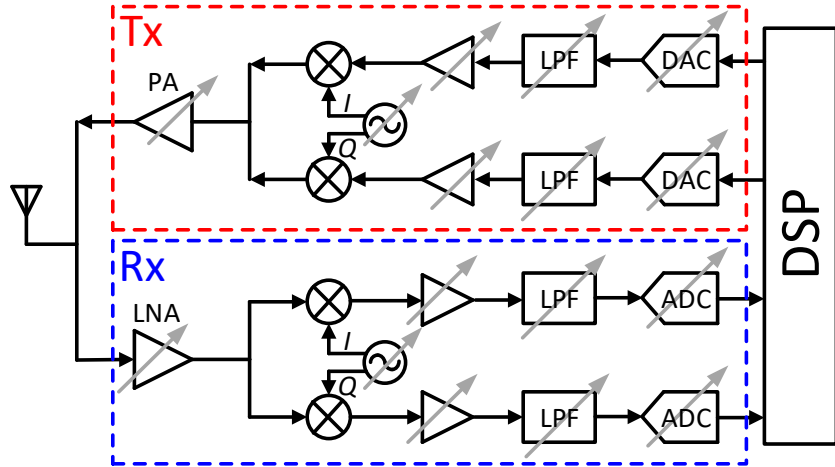 Tx
PA
I
Q
LPF
DAC
LPF
DAC
DSP
Rx
LNA
I
Q
LPF
ADC
LPF
ADC